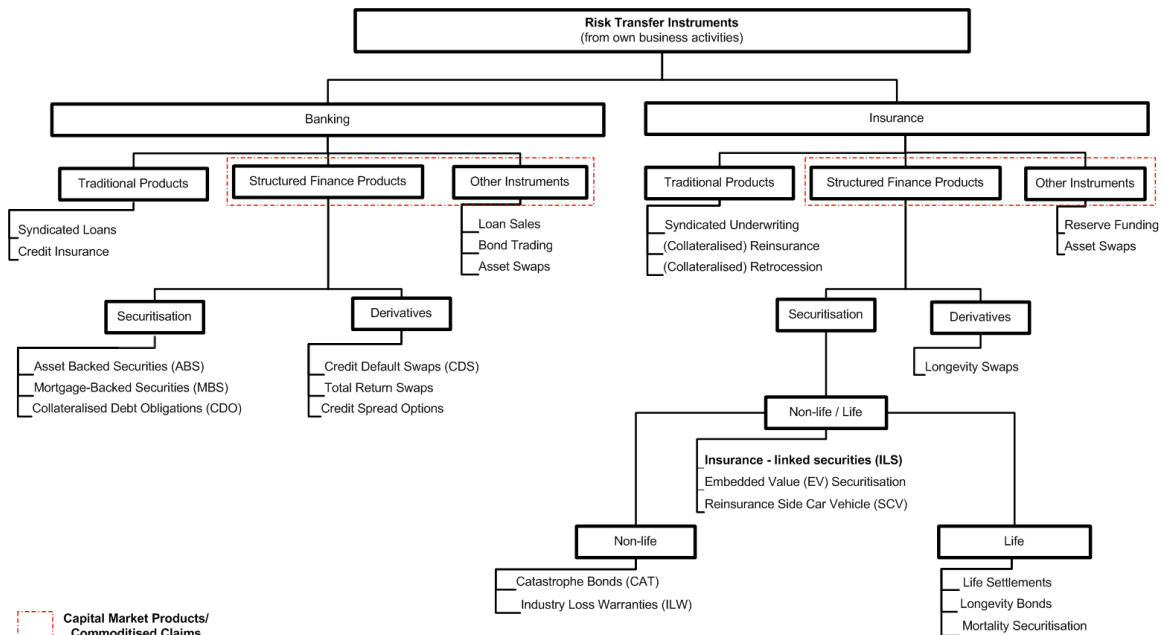 Risk Transfer Instruments
(from own business activities)
Banking
Insurance
Traditional Products
Structured Finance Products
Other Instruments
Traditional Products
Structured Finance Products
Other Instruments
Syndicated Loans
Credit Insurance
Loan Sales
Bond Trading
Asset Swaps
Syndicated Underwriting
(Collateralised) Reinsurance
(Collateralised) Retrocession
Reserve Funding
Asset Swaps
Securitisation
Derivatives
Securitisation
Derivatives
Asset Backed Securities (ABS)
Mortgage-Backed Securities (MBS)
Collateralised Debt Obligations (CDO)
Credit Default Swaps (CDS)
Total Return Swaps
Credit Spread Options
Longevity Swaps
Non-life / Life
Insurance - linked securities (ILS)
Embedded Value (EV) Securitisation
Reinsurance Side Car Vehicle (SCV)
Non-life
Life
Catastrophe Bonds (CAT)
Industry Loss Warranties (ILW)
Life Settlements
Longevity Bonds
Mortality Securitisation
Capital Market Products/
Commoditised Claims